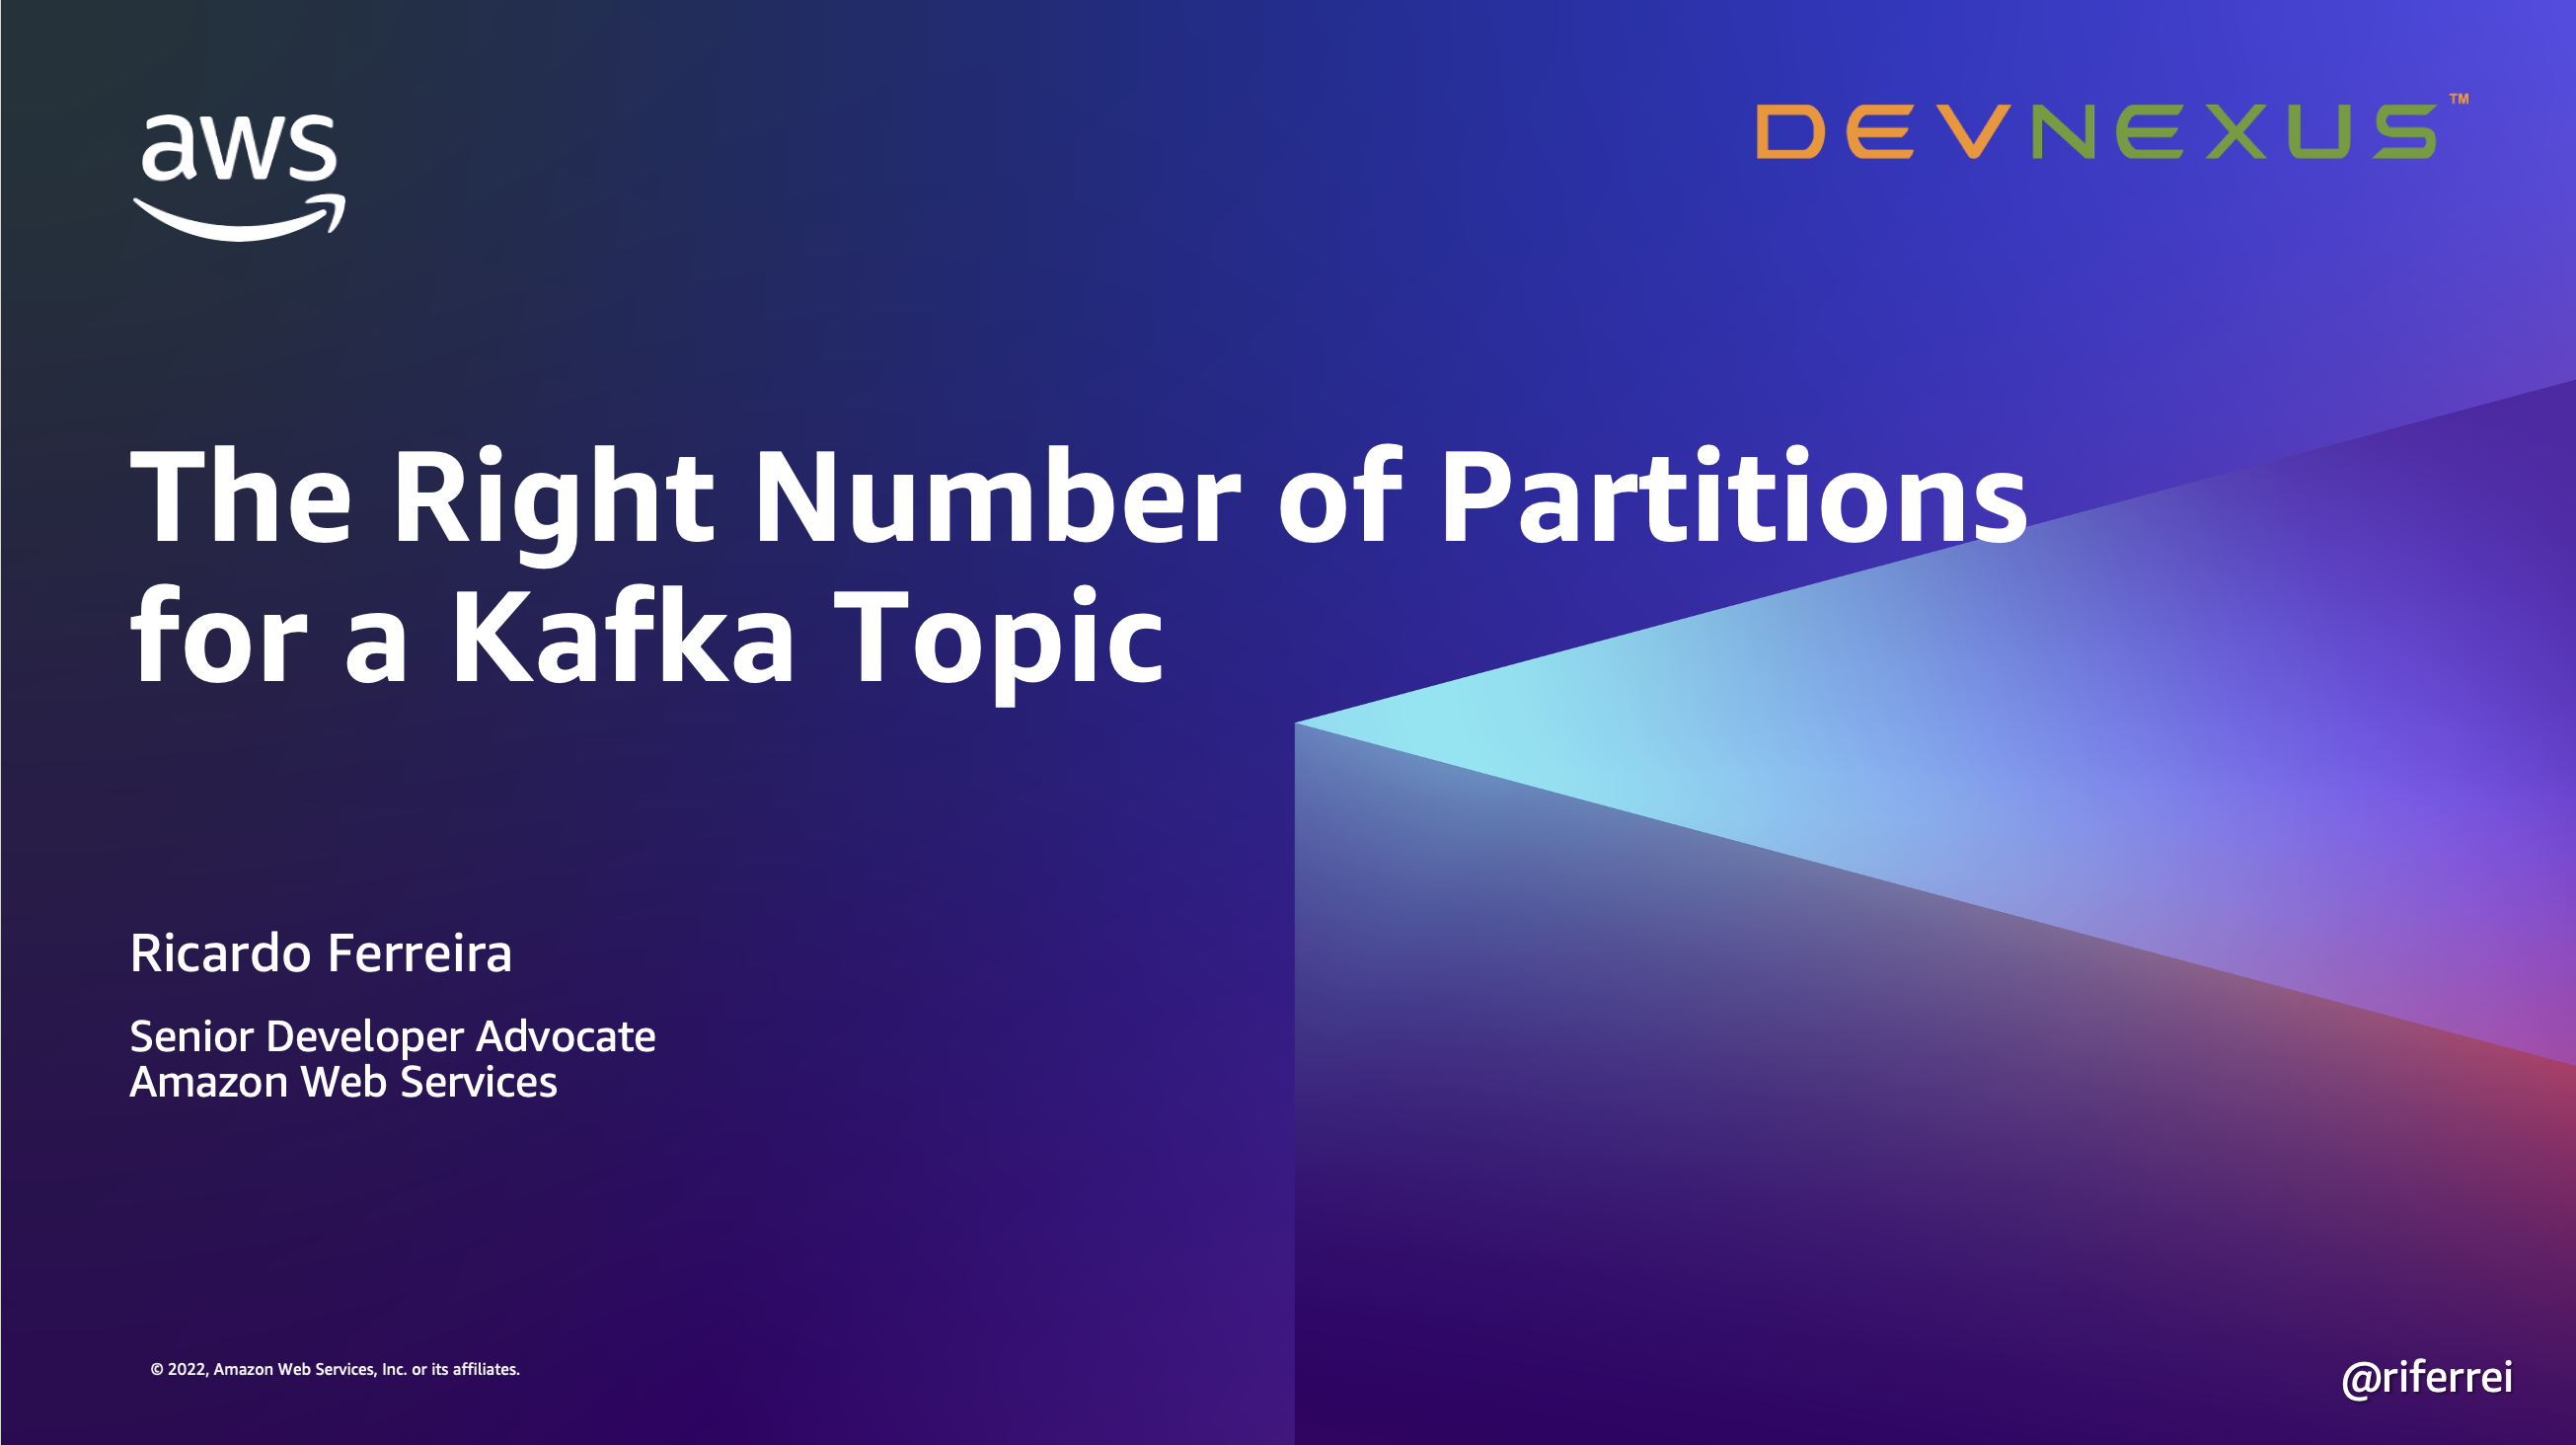 aws
DEVNEXUS™
The Right Number of Partitions
for a Kafka Topic
Ricardo Ferreira
Senior Developer Advocate
Amazon Web Services
© 2022, Amazon Web Services, Inc. or its affiliates.
@riferrei